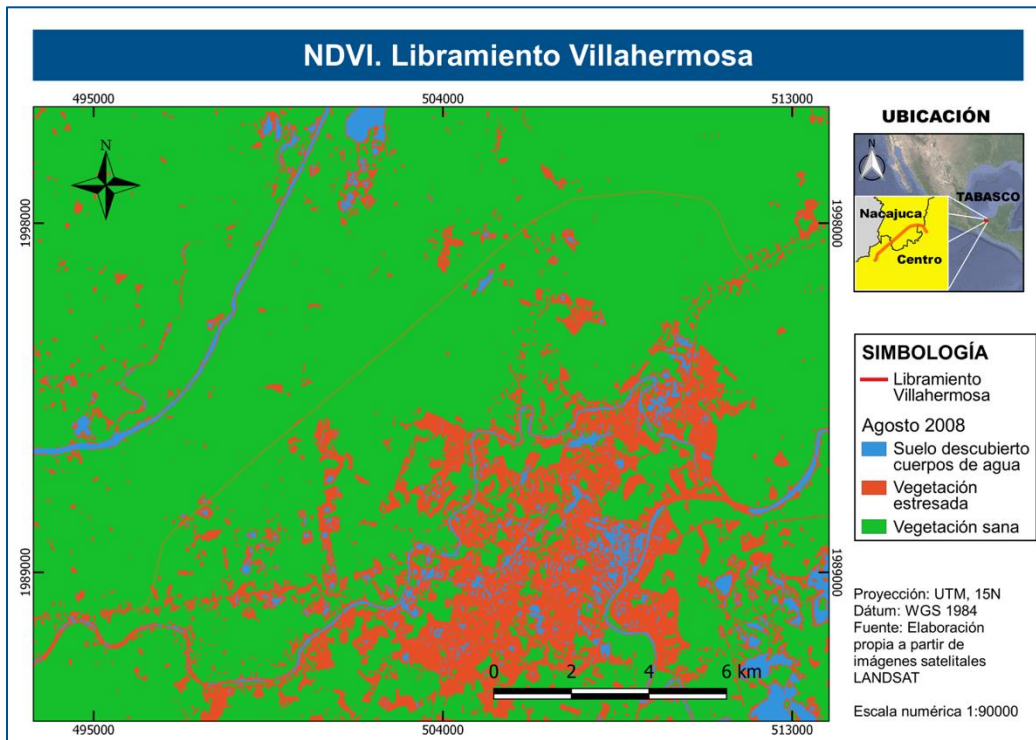 NDVI. Libramiento Villahermosa
495000
504000
513000
N
1998000
1998000
1989000
1989000
0 2 4 6 km
495000
504000
513000
UBICACIÓN
N
TABASCO
Nacajuca
Centro
SIMBOLOGÍA
Libramiento
Villahermosa
Agosto 2008
Suelo descubierto
cuerpos de agua
Vegetación
estresada
Vegetación sana
Proyección: UTM, 15N
Dátum: WGS 1984
Fuente: Elaboración
propia a partir de
imágenes satelitales
LANDSAT
Escala numérica 1:90000